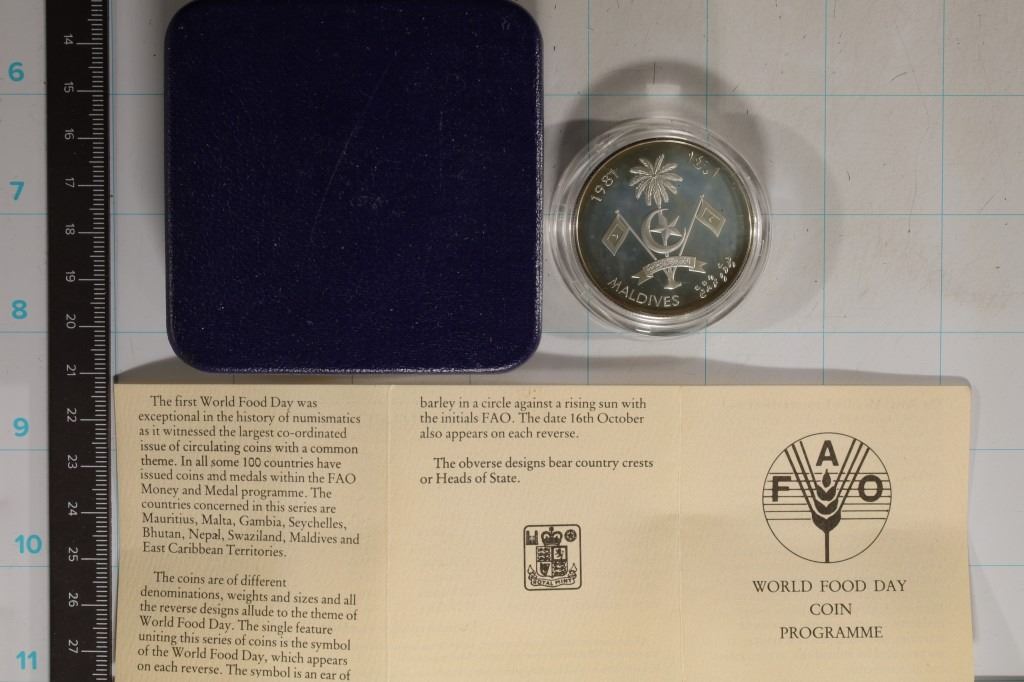 6
7
8
9
10
11
14
15
16
17
18
19
20
21
22
23
24
25
26
27
1981
MALDIVES
The first World Food Day was
exceptional in the history of numismatics
as it witnessed the largest co-ordinated
issue of circulating coins with a common
theme. In all some 100 countries have
issued coins and medals within the FAO
Money and Medal programme. The
countries concerned in this series are
Mauritius, Malta, Gambia, Seychelles,
Bhutan, Nepal, Swaziland, Maldives and
East Caribbean Territories.
The coins are of different
denominations, weights and sizes and all
the reverse designs allude to the theme of
World Food Day. The single feature
uniting this series of coins is the symbol
of the World Food Day, which appears
on each reverse. The symbol is an ear of
barley in a circle against a rising sun with
the initials FAO. The date 16th October
also appears on each reverse.
The obverse designs bear country crests
or Heads of State.
ROYAL MINT
F A O
WORLD FOOD DAY
COIN
PROGRAMME